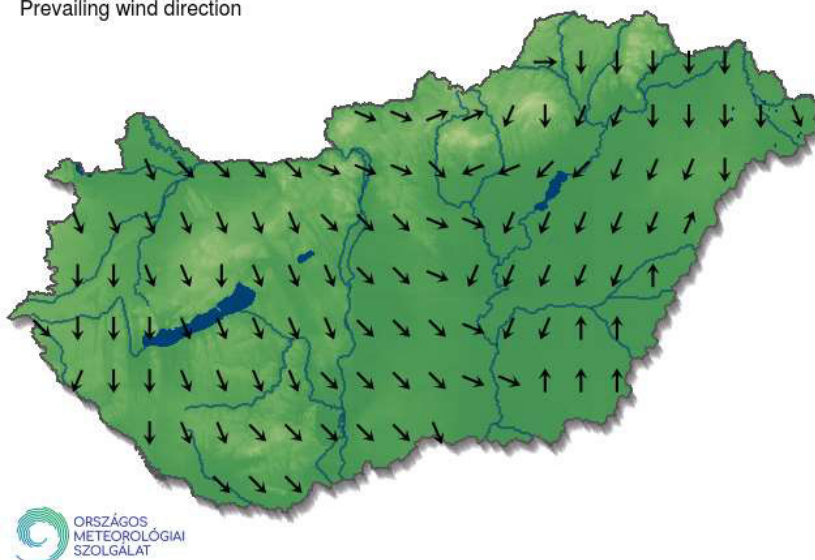 Prevailing wind direction
ORSZÁGOS
METEOROLÓGIAI
SZOLGÁLAT